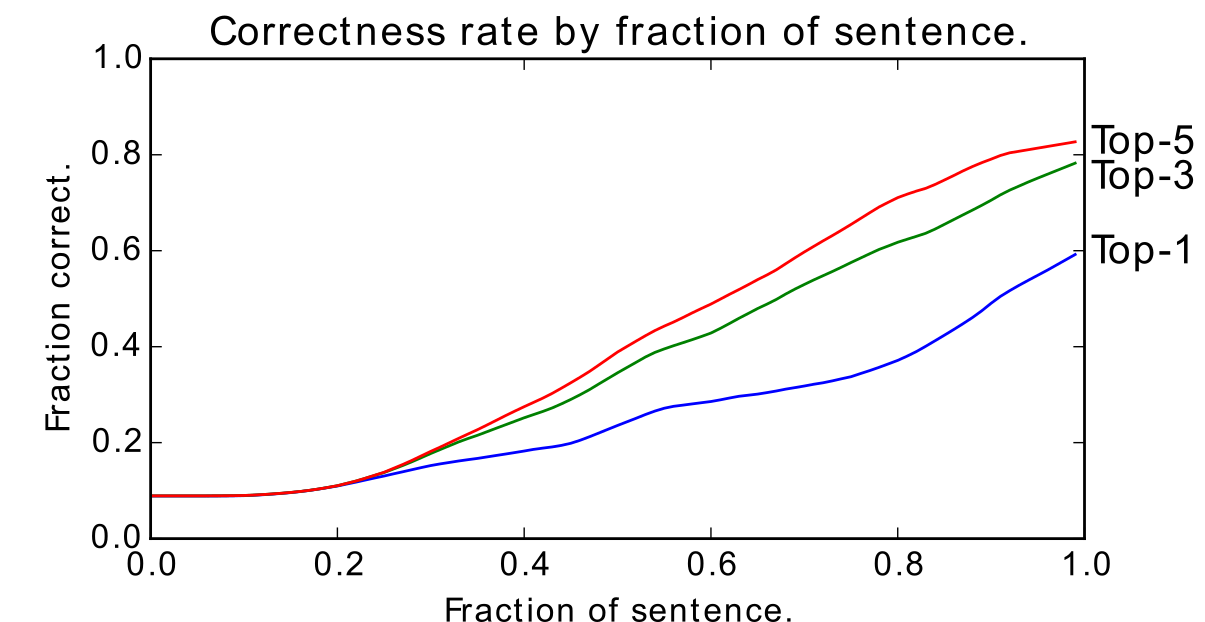 Correctness rate by fraction of sentence.
1.0
0.8
0.6
0.4
0.2
0.0
Fraction correct.
Top-5
Top-3
Top-1
0.0 0.2 0.4 0.6 0.8 1.0
Fraction of sentence.